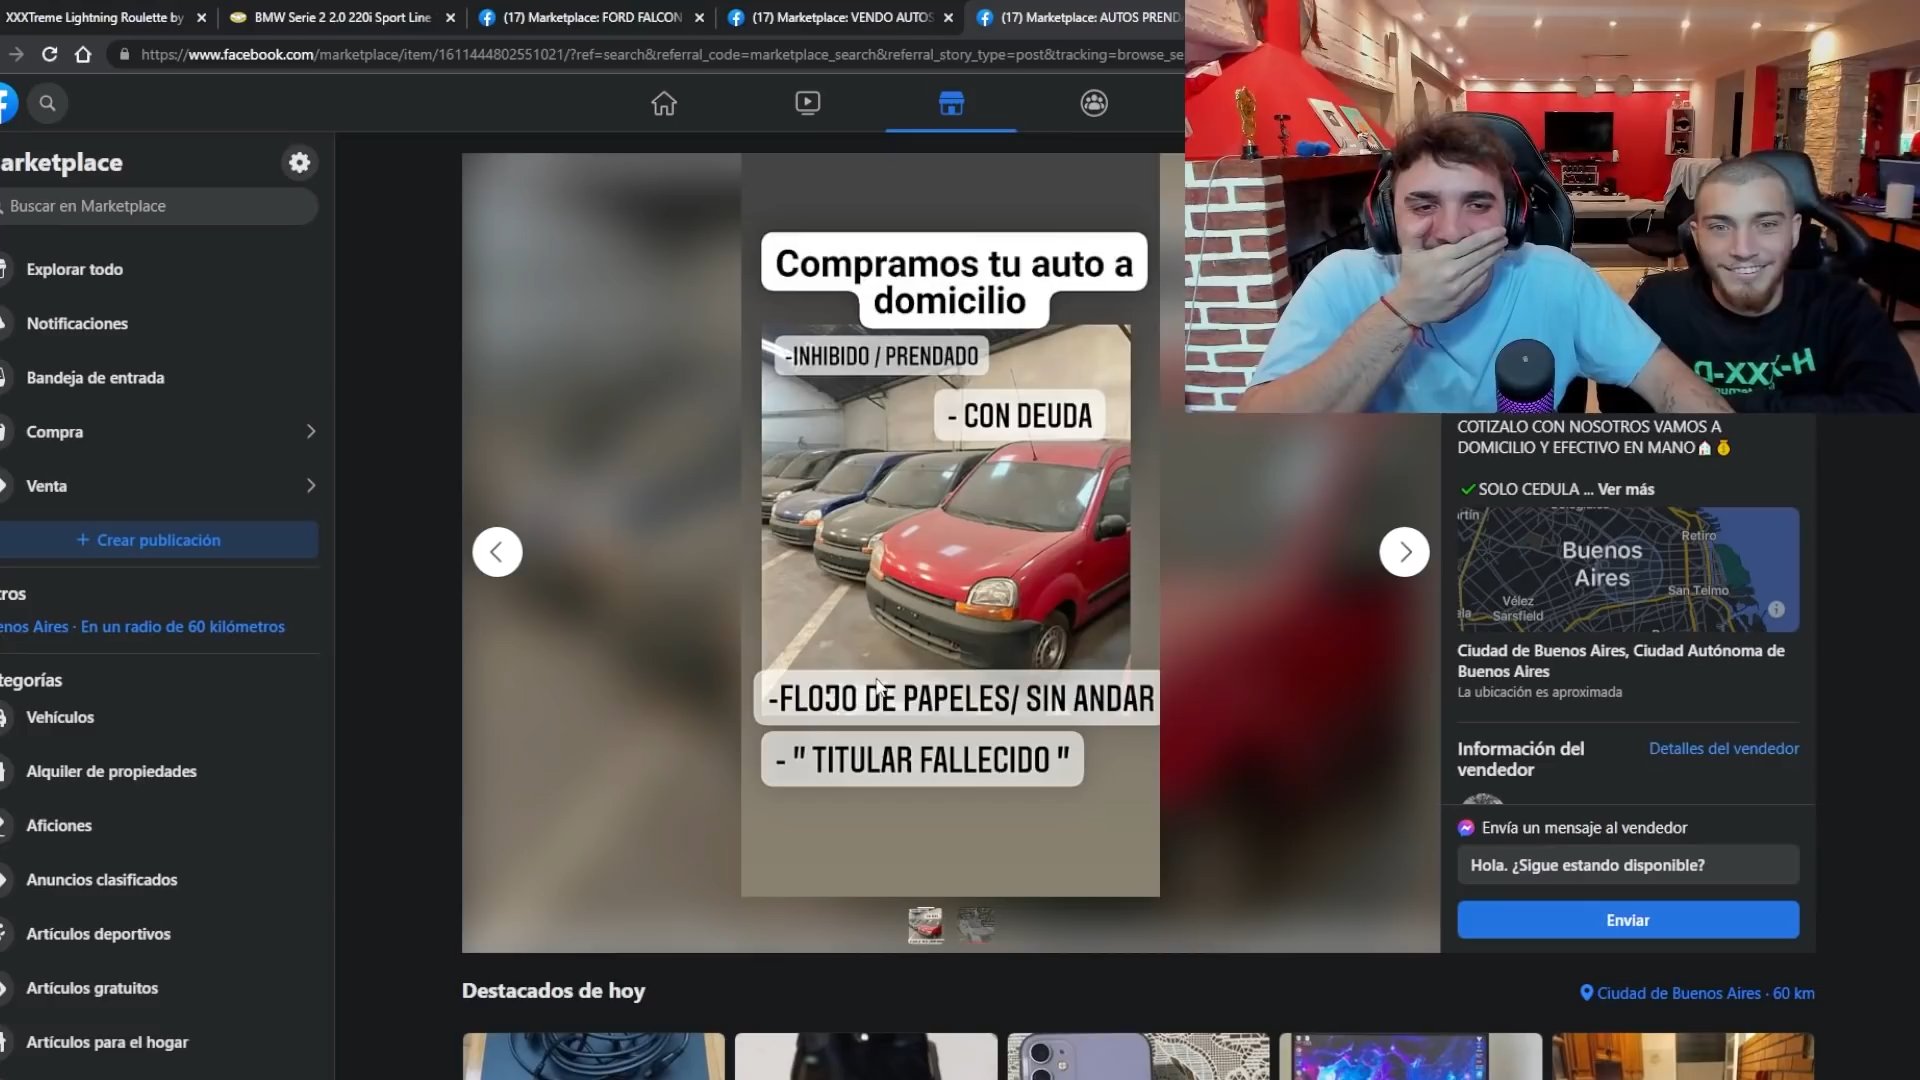 XXXTreme Lightning Roulette by
BMW Serie 2 2.0 220i Sport Line
(17) Marketplace: FORD FALCON
(17) Marketplace: VENDO AUTOS
(17) Marketplace: AUTOS PREND
https://www.facebook.com/marketplace/item/1611444802551021/?ref=search&referral_code=marketplace_search&referral_story_type=post&tracking=browse_se
arketplace
Buscar en Marketplace
Explorar todo
Notificaciones
Bandeja de entrada
Compra
Venta
+ Crear publicación
ros
enos Aires · En un radio de 60 kilómetros
tegorías
Vehículos
Alquiler de propiedades
Aficiones
Anuncios clasificados
Artículos deportivos
Artículos gratuitos
Artículos para el hogar
Compramos tu auto a
domicilio
-INHIBIDO / PRENDADO
- CON DEUDA
-FLOJO DE PAPELES/ SIN ANDAR
- " TITULAR FALLECIDO "
COTIZALO CON NOSOTROS VAMOS A
DOMICILIO Y EFECTIVO EN MANO🏠💰
✓SOLO CEDULA ... Ver más
rtín
Retiro
Buenos
Aires
San Telmo
Vélez
Sarsfield
ela
Ciudad de Buenos Aires, Ciudad Autónoma de
Buenos Aires
La ubicación es aproximada
Información del
vendedor
Detalles del vendedor
Envía un mensaje al vendedor
Hola. ¿Sigue estando disponible?
Enviar
Destacados de hoy
Ciudad de Buenos Aires · 60 km